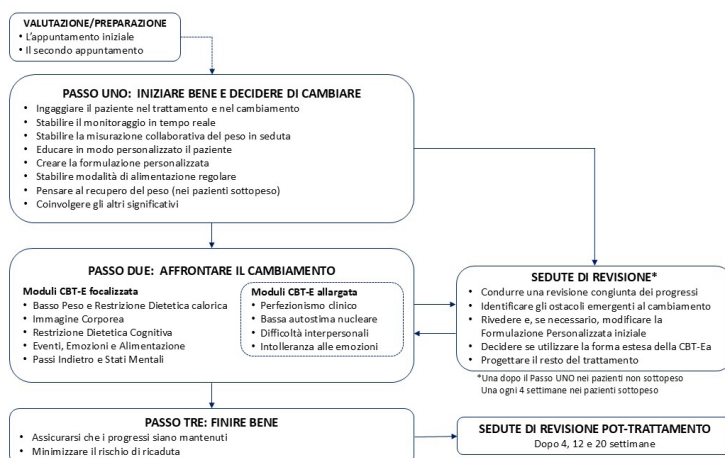 VALUTAZIONE/PREPARAZIONE
• L'appuntamento iniziale
• Il secondo appuntamento
PASSO UNO: INIZIARE BENE E DECIDERE DI CAMBIARE
• Ingaggiare il paziente nel trattamento e nel cambiamento
• Stabilire il monitoraggio in tempo reale
• Stabilire la misurazione collaborativa del peso in seduta
• Educare in modo personalizzato il paziente
• Creare la formulazione personalizzata
• Stabilire modalità di alimentazione regolare
• Pensare al recupero del peso (nei pazienti sottopeso)
• Coinvolgere gli altri significativi
PASSO DUE: AFFRONTARE IL CAMBIAMENTO
Moduli CBT-E focalizzata
• Basso Peso e Restrizione Dietetica calorica
• Immagine Corporea
• Restrizione Dietetica Cognitiva
• Eventi, Emozioni e Alimentazione
• Passi Indietro e Stati Mentali
Moduli CBT-E allargata
• Perfezionismo clinico
• Bassa autostima nucleare
• Difficoltà interpersonali
• Intolleranza alle emozioni
SEDUTE DI REVISIONE*
• Condurre una revisione congiunta dei progressi
• Identificare gli ostacoli emergenti al cambiamento
• Rivedere e, se necessario, modificare la
Formulazione Personalizzata iniziale
• Decidere se utilizzare la forma estesa della CBT-Ea
• Progettare il resto del trattamento
*Una dopo il Passo UNO nei pazienti non sottopeso
Una ogni 4 settimane nei pazienti sottopeso
PASSO TRE: FINIRE BENE
• Assicurarsi che i progressi siano mantenuti
• Minimizzare il rischio di ricaduta
SEDUTE DI REVISIONE POT-TRATTAMENTO
Dopo 4, 12 e 20 settimane